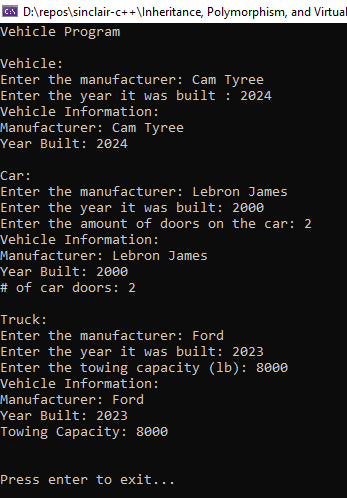 D:\repos\sinclair-c++\Inheritance, Polymorphism, and Virtual
Vehicle Program
Vehicle:
Enter the manufacturer: Cam Tyree
Enter the year it was built : 2024
Vehicle Information:
Manufacturer: Cam Tyree
Year Built: 2024
Car:
Enter the manufacturer: Lebron James
Enter the year it was built: 2000
Enter the amount of doors on the car: 2
Vehicle Information:
Manufacturer: Lebron James
Year Built: 2000
# of car doors: 2
Truck:
Enter the manufacturer: Ford
Enter the year it was built: 2023
Enter the towing capacity (lb): 8000
Vehicle Information:
Manufacturer: Ford
Year Built: 2023
Towing Capacity: 8000
Press enter to exit...